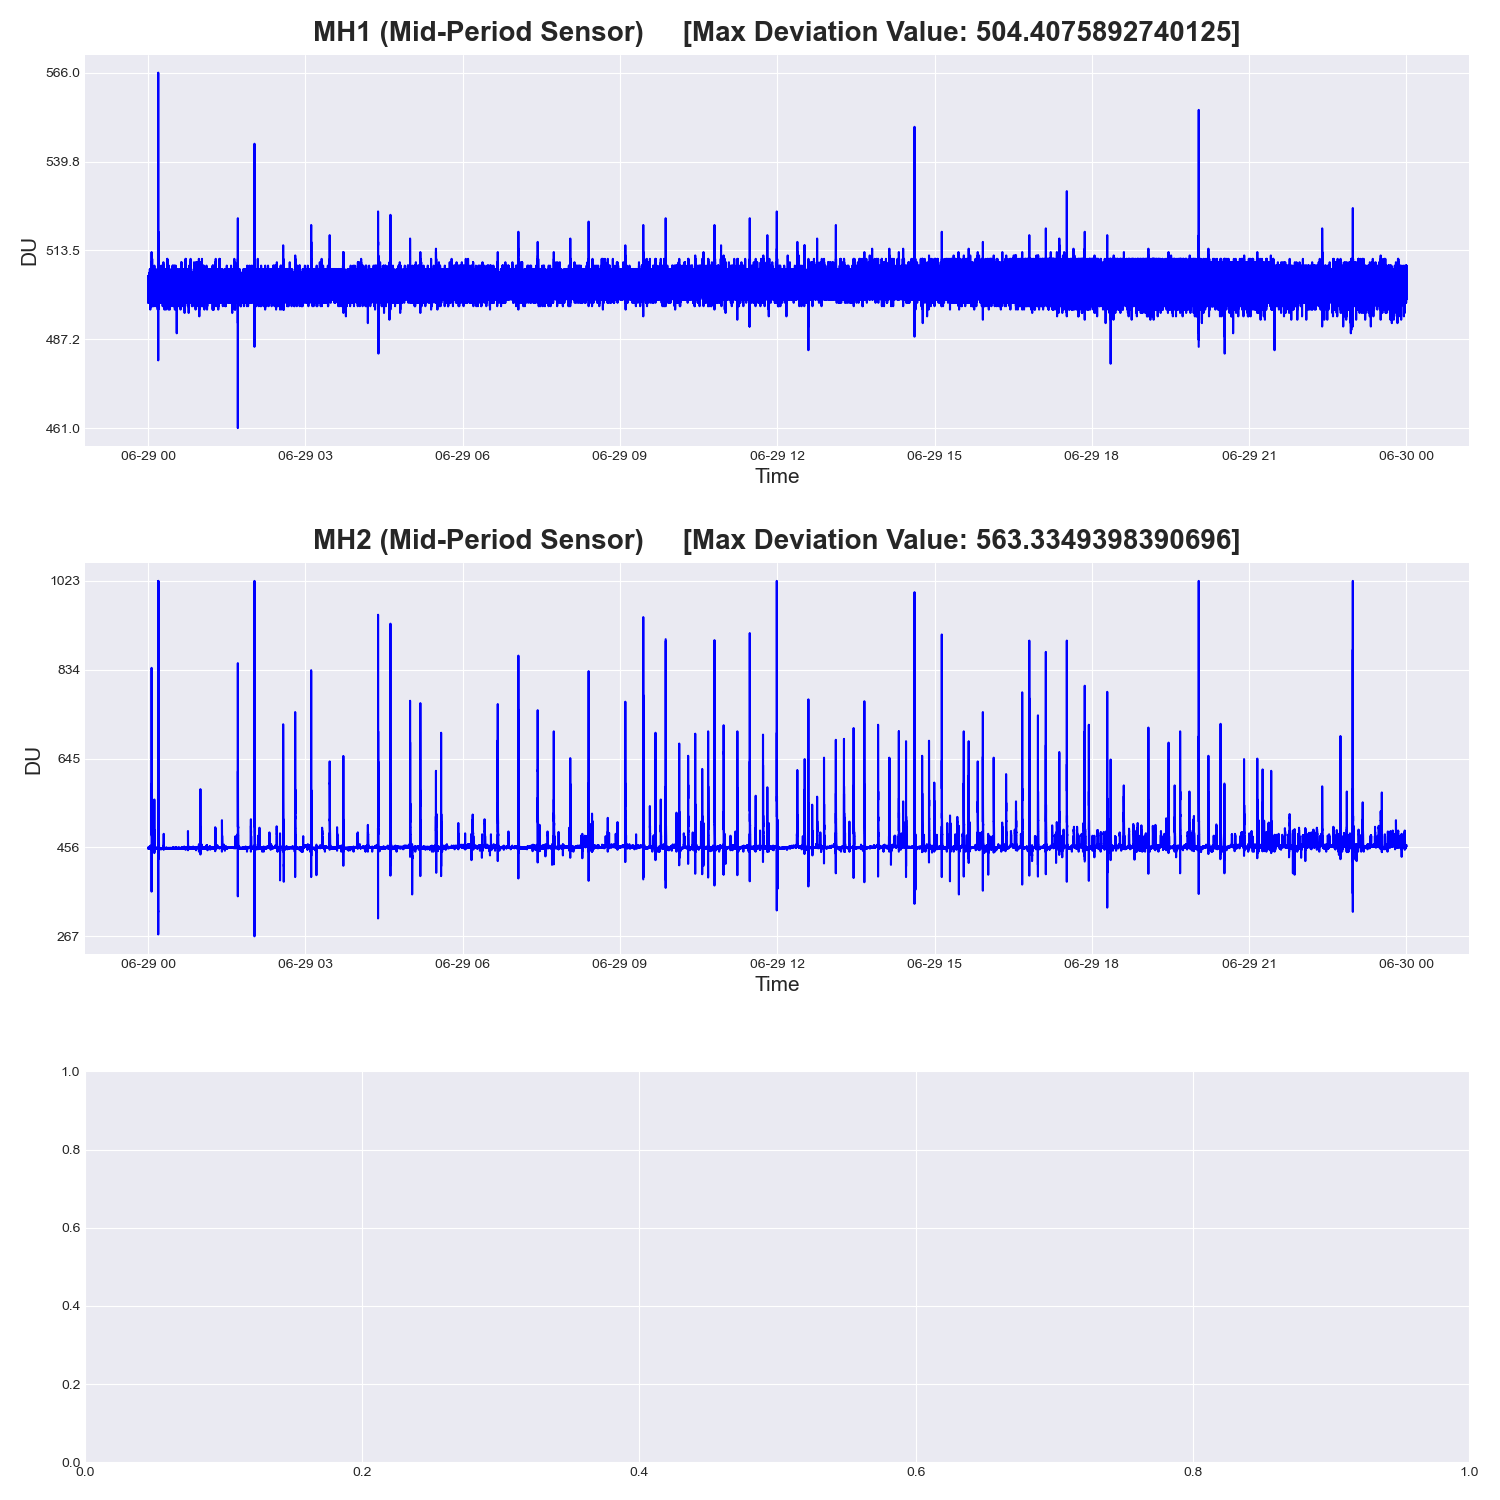 MH1 (Mid-Period Sensor) [Max Deviation Value: 504.4075892740125]
566.0
539.8
513.5
487.2
461.0
DU
06-29 00 06-29 03 06-29 06 06-29 09 06-29 12 06-29 15 06-29 18 06-29 21 06-30 00
Time
MH2 (Mid-Period Sensor) [Max Deviation Value: 563.3349398390696]
1023
834
645
456
267
DU
06-29 00 06-29 03 06-29 06 06-29 09 06-29 12 06-29 15 06-29 18 06-29 21 06-30 00
Time
1.0
0.8
0.6
0.4
0.2
0.0
0.0 0.2 0.4 0.6 0.8 1.0